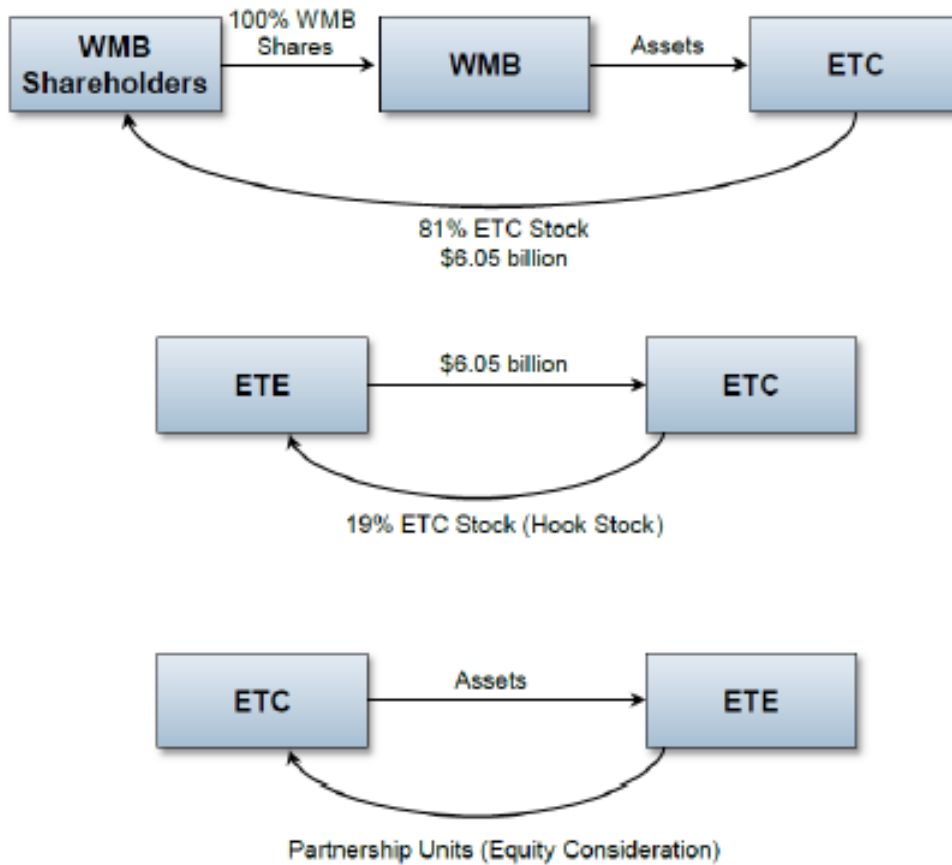 WMB Shareholders
100% WMB
Shares
WMB
Assets
ETC
81% ETC Stock
$6.05 billion
ETE
$6.05 billion
ETC
19% ETC Stock (Hook Stock)
ETC
Assets
ETE
Partnership Units (Equity Consideration)